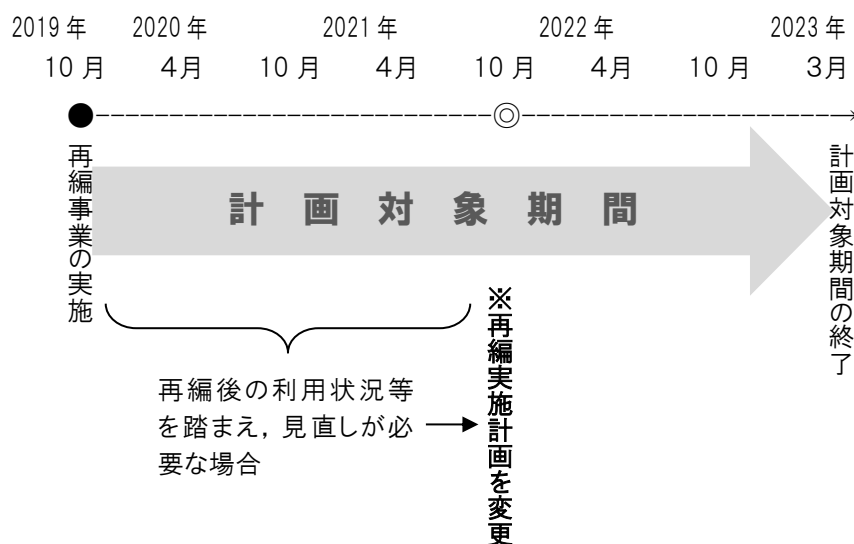 2019年 2020年 2021年 2022年 2023年
10月 4月 10月 4月 10月 4月 10月 3月
再編事業の実施
計画対象期間
計画対象期間の終了
再編後の利用状況等
を踏まえ，見直しが必
要な場合
※再編実施計画を変更